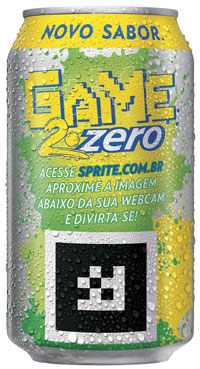 NOVO SABOR
GAME
2.zero
ACESSE SPRITE.COM.BR
APROXIME A IMAGEM
ABAIXO DA SUA WEBCAM
E DIVIRTA-SE!